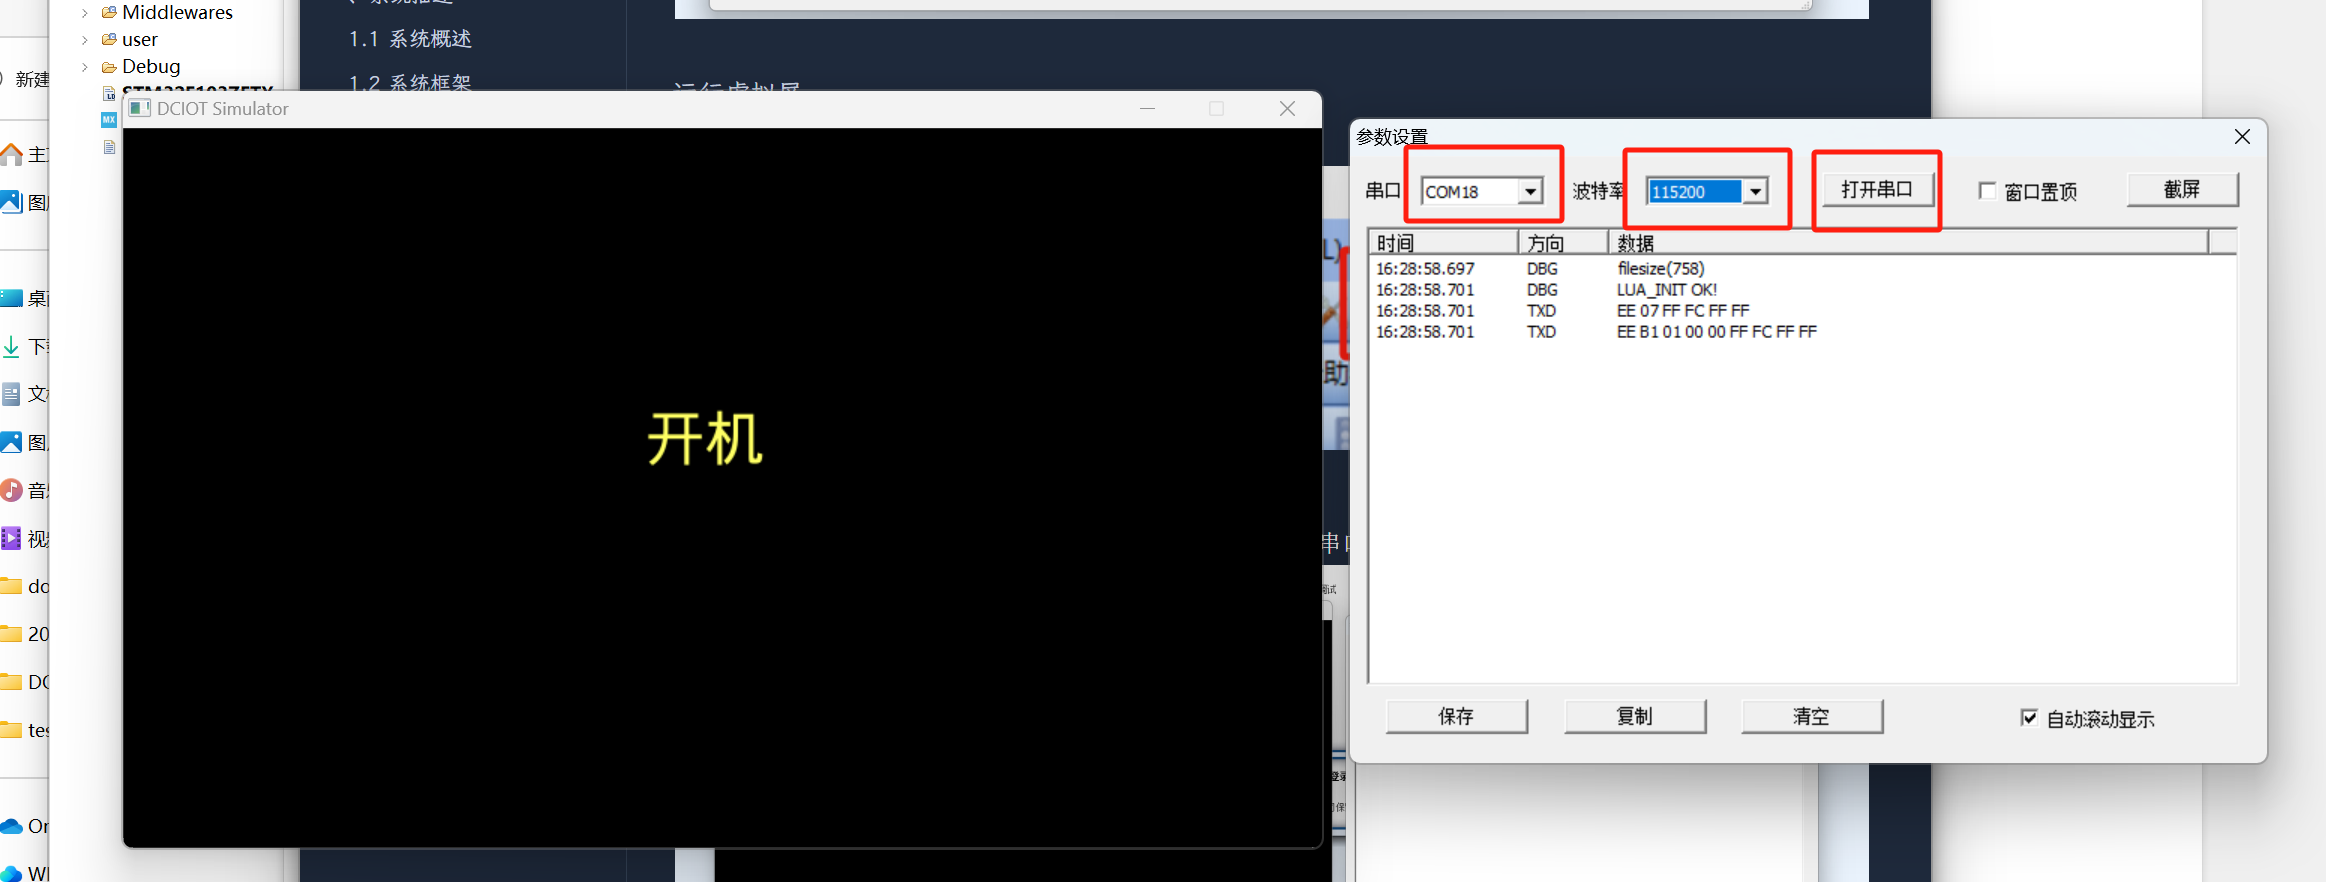 Middlewares
user
Debug
新建
1.1 系统概述
1.2 系统框架
DCIOT Simulator
开机
参数设置
串口 COM18 波特率 115200 打开串口 窗口置顶 截屏
时间 方向 数据
16:28:58.697 DBG filesize(758)
16:28:58.701 DBG LUA_INIT OK!
16:28:58.701 TXD EE 07 FF FC FF FF
16:28:58.701 TXD EE B1 01 00 00 FF FC FF FF
保存 复制 清空 自动滚动显示
MX
主
图
桌
下
文
图
音
视
do
20
DC
tes
助
串